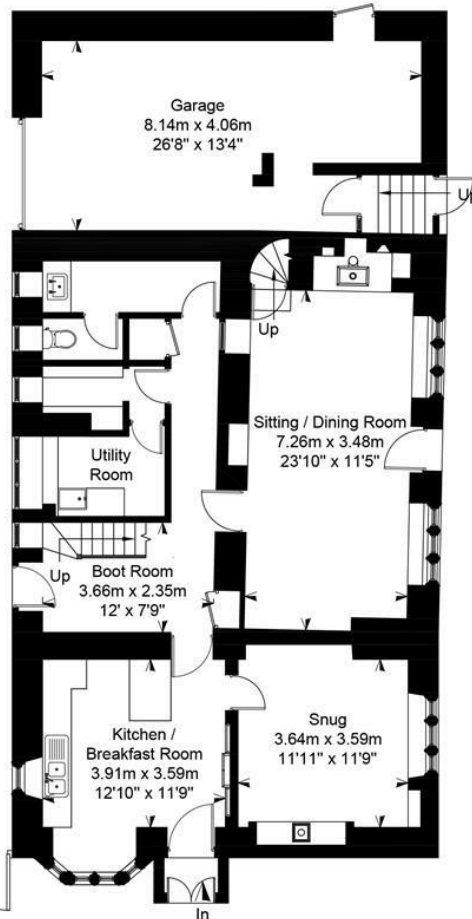 Garage
8.14m x 4.06m
26'8" x 13'4"
Up
Up
Sitting / Dining Room
7.26m x 3.48m
23'10" x 11'5"
Utility
Room
Up
Boot Room
3.66m x 2.35m
12' x 7'9"
Kitchen /
Breakfast Room
3.91m x 3.59m
12'10" x 11'9"
Snug
3.64m x 3.59m
11'11" x 11'9"
In